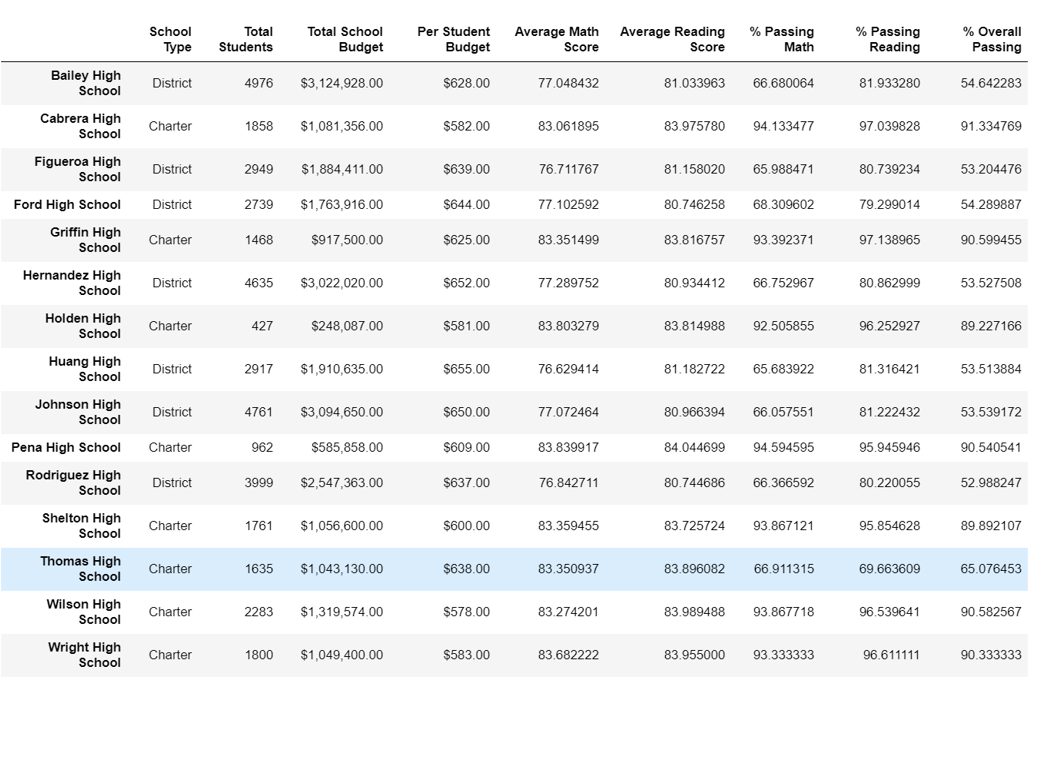 School Type Total Students Total School Budget Per Student Budget Average Math Score Average Reading Score % Passing Math % Passing Reading % Overall Passing
Bailey High School District 4976 $3,124,928.00 $628.00 77.048432 81.033963 66.680064 81.933280 54.642283
Cabrera High School Charter 1858 $1,081,356.00 $582.00 83.061895 83.975780 94.133477 97.039828 91.334769
Figueroa High School District 2949 $1,884,411.00 $639.00 76.711767 81.158020 65.988471 80.739234 53.204476
Ford High School District 2739 $1,763,916.00 $644.00 77.102592 80.746258 68.309602 79.299014 54.289887
Griffin High School Charter 1468 $917,500.00 $625.00 83.351499 83.816757 93.392371 97.138965 90.599455
Hernandez High School District 4635 $3,022,020.00 $652.00 77.289752 80.934412 66.752967 80.862999 53.527508
Holden High School Charter 427 $248,087.00 $581.00 83.803279 83.814988 92.505855 96.252927 89.227166
Huang High School District 2917 $1,910,635.00 $655.00 76.629414 81.182722 65.683922 81.316421 53.513884
Johnson High School District 4761 $3,094,650.00 $650.00 77.072464 80.966394 66.057551 81.222432 53.539172
Pena High School Charter 962 $585,858.00 $609.00 83.839917 84.044699 94.594595 95.945946 90.540541
Rodriguez High School District 3999 $2,547,363.00 $637.00 76.842711 80.744686 66.366592 80.220055 52.988247
Shelton High School Charter 1761 $1,056,600.00 $600.00 83.359455 83.725724 93.867121 95.854628 89.892107
Thomas High School Charter 1635 $1,043,130.00 $638.00 83.350937 83.896082 66.911315 69.663609 65.076453
Wilson High School Charter 2283 $1,319,574.00 $578.00 83.274201 83.989488 93.867718 96.539641 90.582567
Wright High School Charter 1800 $1,049,400.00 $583.00 83.682222 83.955000 93.333333 96.611111 90.333333